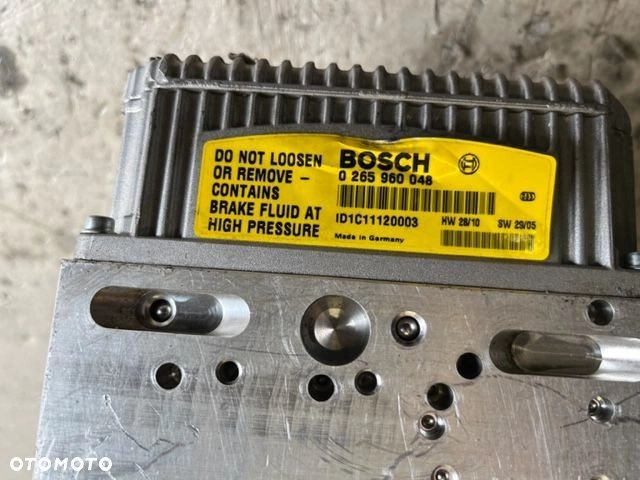 DO NOT LOOSEN
OR REMOVE –
CONTAINS
BRAKE FLUID AT
HIGH PRESSURE
BOSCH
0 265 960 048
ID1C11120003
HW 28/10
SW 29/05
Made in Germany
OTOMOTO